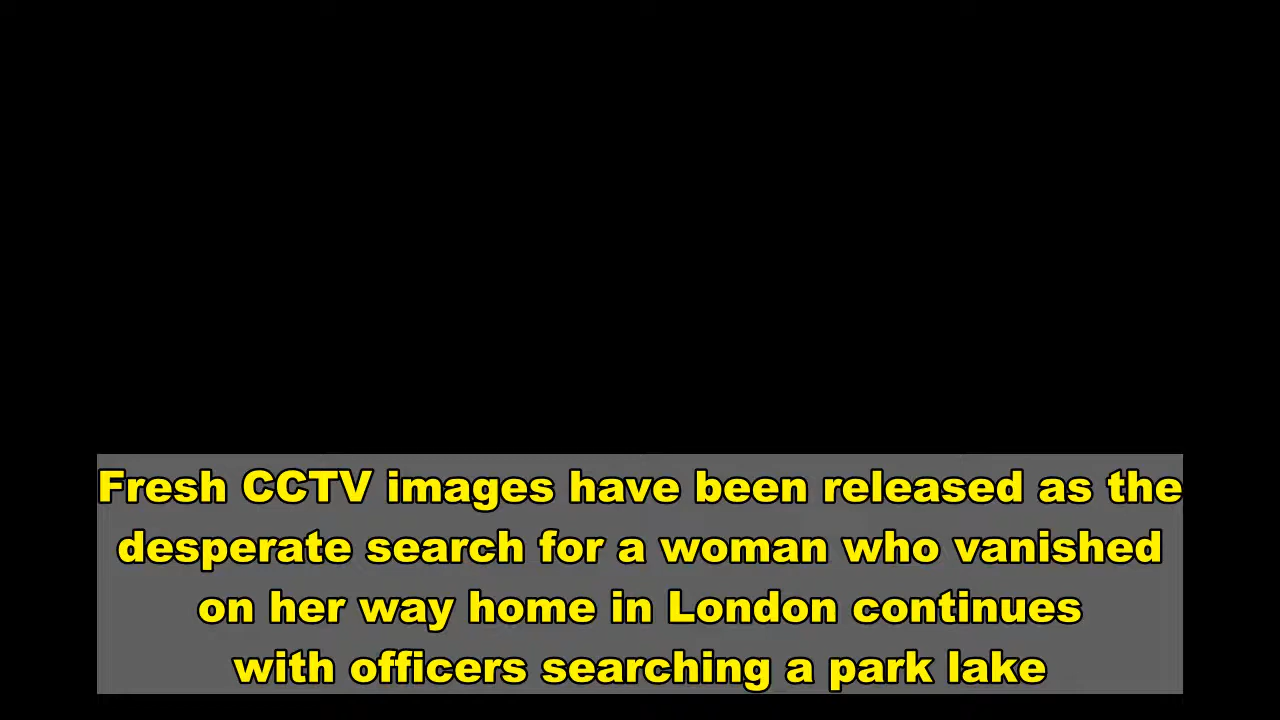 Fresh CCTV images have been released as the
desperate search for a woman who vanished
on her way home in London continues
with officers searching a park lake